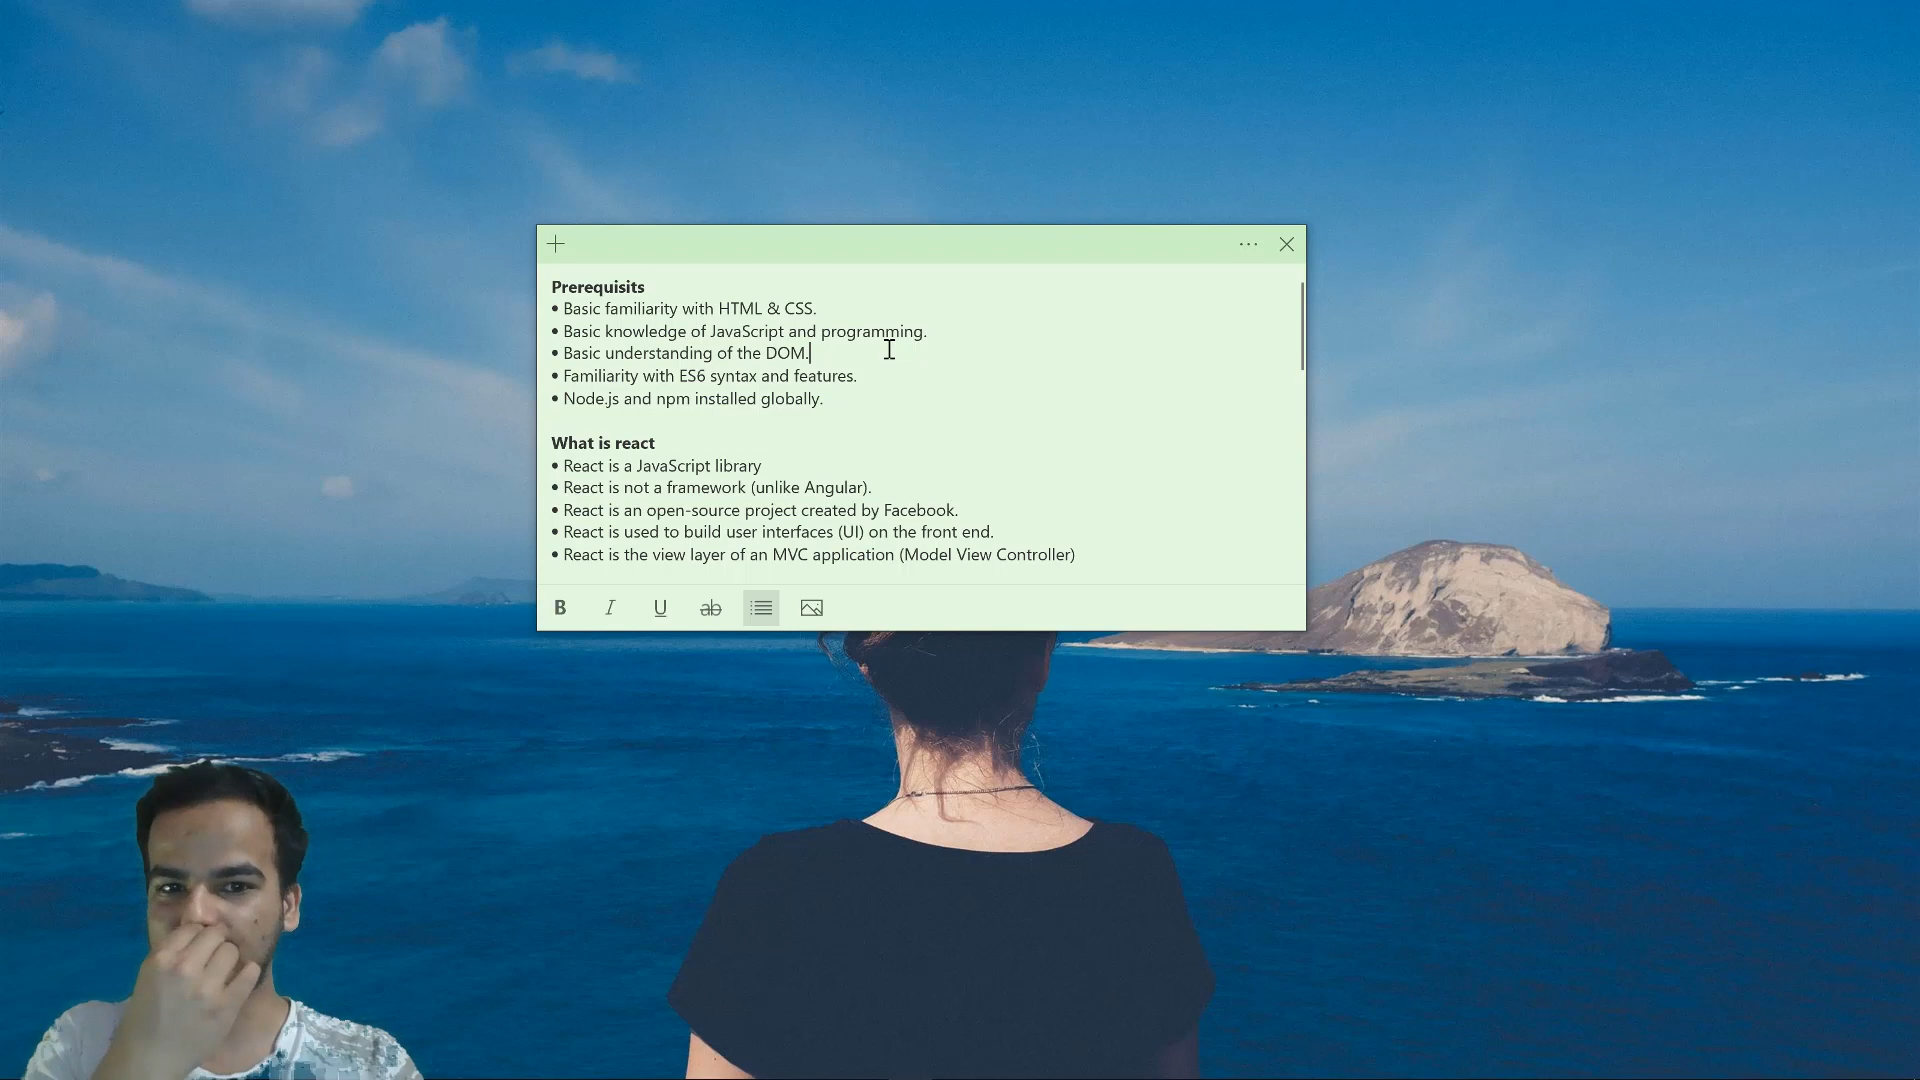 Prerequisits
• Basic familiarity with HTML & CSS.
• Basic knowledge of JavaScript and programming.
• Basic understanding of the DOM.
• Familiarity with ES6 syntax and features.
• Node.js and npm installed globally.
What is react
• React is a JavaScript library
• React is not a framework (unlike Angular).
• React is an open-source project created by Facebook.
• React is used to build user interfaces (UI) on the front end.
• React is the view layer of an MVC application (Model View Controller)
B I U ab